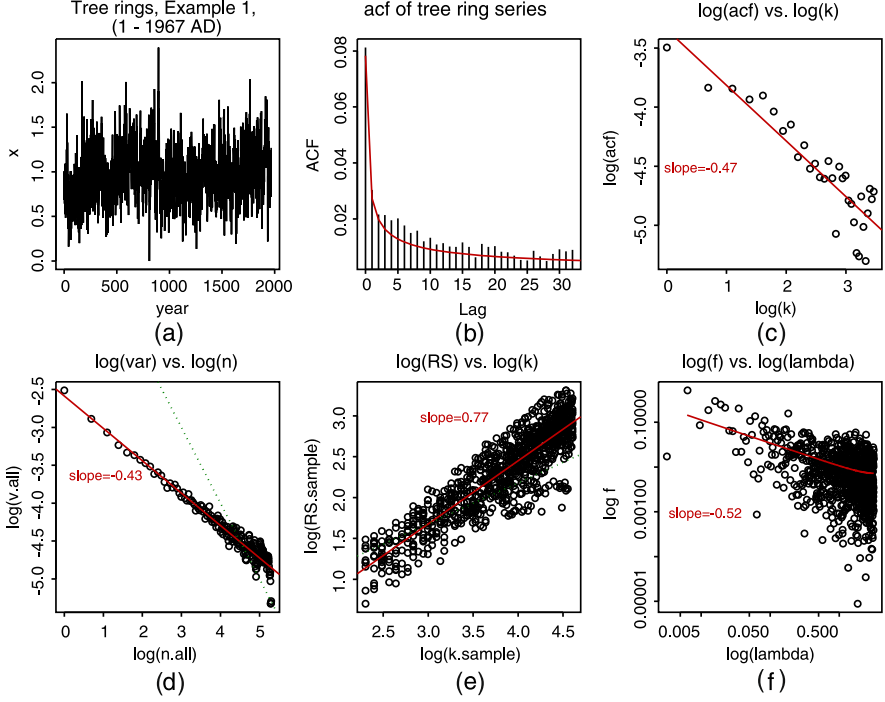 Tree rings, Example 1,
(1 - 1967 AD)
x
0.0
0.5
1.0
1.5
2.0
0
500
1000
1500
2000
year
(a)
acf of tree ring series
ACF
0.02
0.04
0.06
0.08
0
5
10
15
20
25
30
Lag
(b)
log(acf) vs. log(k)
log(acf)
-3.5
-4.0
-4.5
-5.0
slope=-0.47
0
1
2
3
log(k)
(c)
log(var) vs. log(n)
log(v.all)
-2.5
-3.0
-3.5
-4.0
-4.5
-5.0
slope=-0.43
0
1
2
3
4
5
log(n.all)
(d)
log(RS) vs. log(k)
log(RS.sample)
1.0
1.5
2.0
2.5
3.0
slope=0.77
2.5
3.0
3.5
4.0
4.5
log(k.sample)
(e)
log(f) vs. log(lambda)
log f
0.10000
0.00100
0.00001
slope=-0.52
0.005
0.050
0.500
log(lambda)
(f)